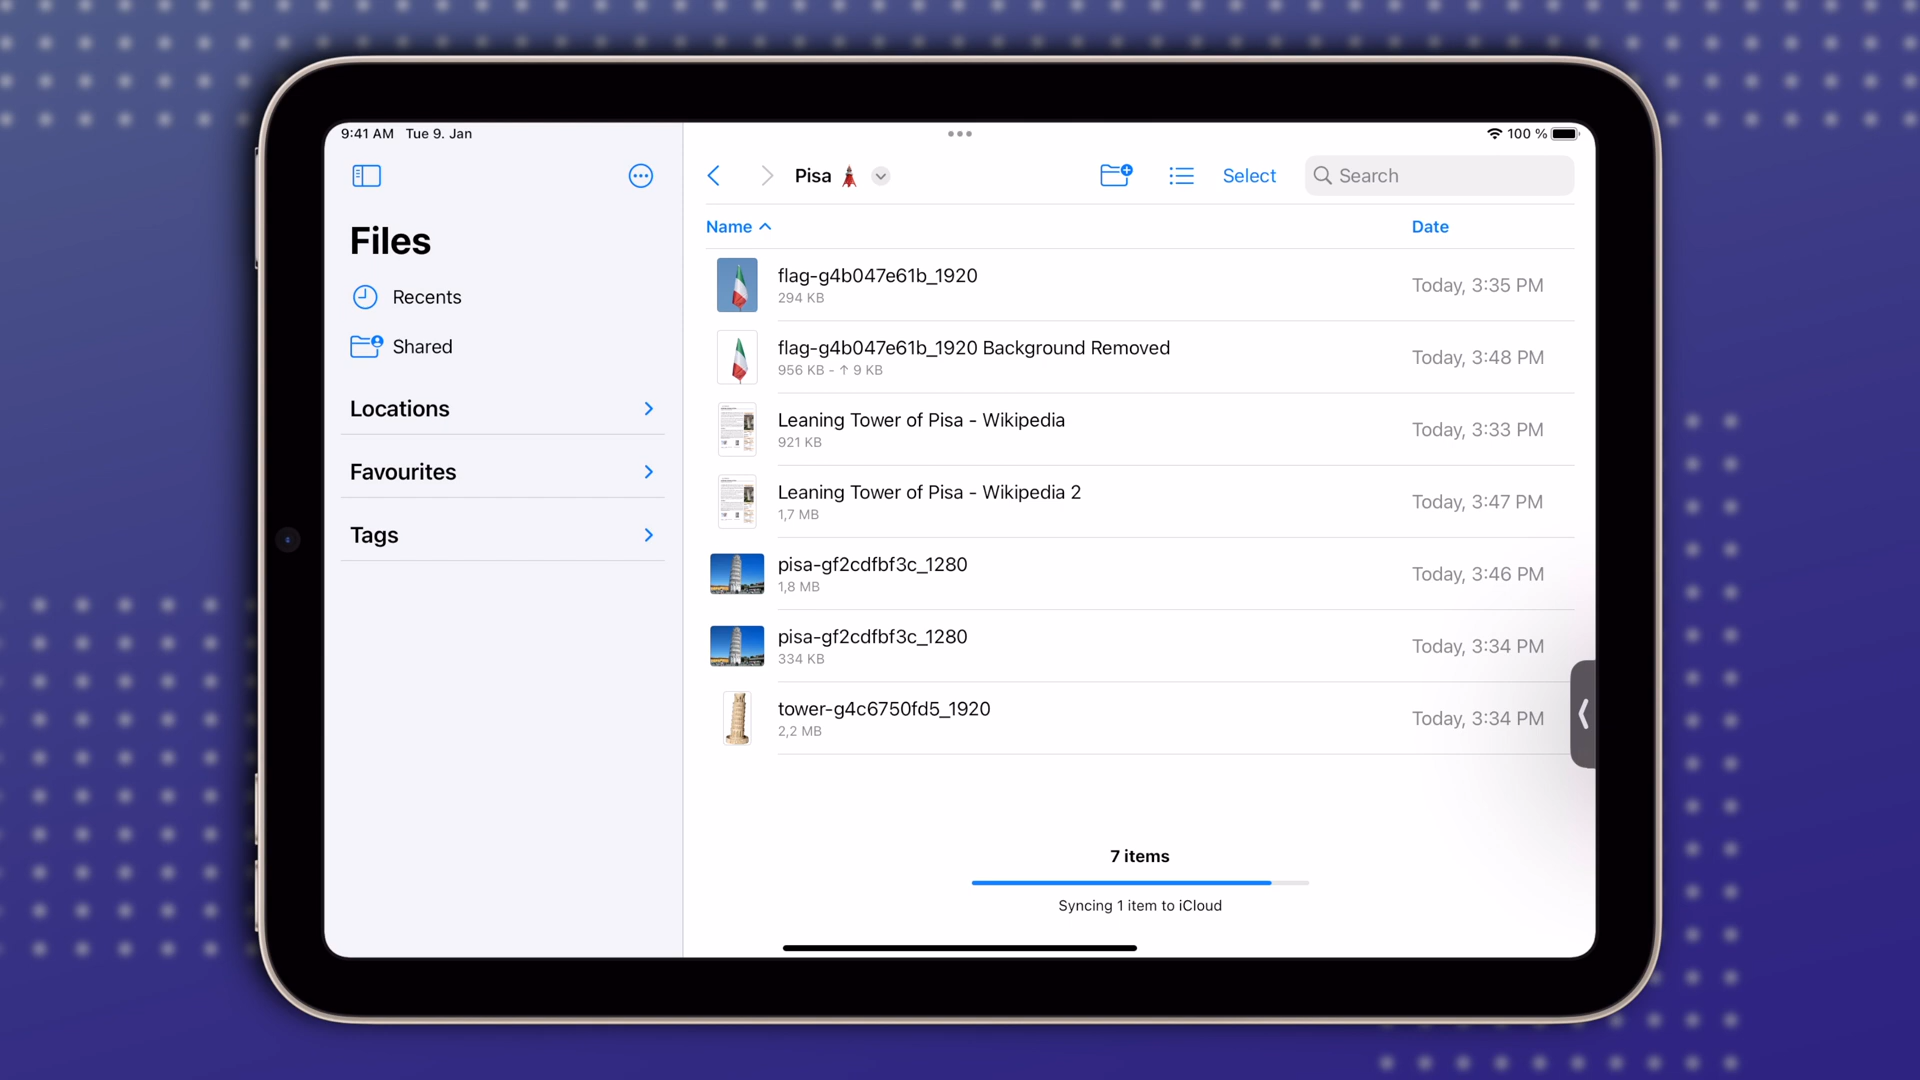 9:41 AM Tue 9. Jan
100 %
Files
Recents
Shared
Locations
Favourites
Tags
Pisa
Select
Search
Name
Date
flag-g4b047e61b_1920
294 KB
Today, 3:35 PM
flag-g4b047e61b_1920 Background Removed
956 KB - ↑ 9 KB
Today, 3:48 PM
Leaning Tower of Pisa - Wikipedia
921 KB
Today, 3:33 PM
Leaning Tower of Pisa - Wikipedia 2
1,7 MB
Today, 3:47 PM
pisa-gf2cdfbf3c_1280
1,8 MB
Today, 3:46 PM
pisa-gf2cdfbf3c_1280
334 KB
Today, 3:34 PM
tower-g4c6750fd5_1920
2,2 MB
Today, 3:34 PM
7 items
Syncing 1 item to iCloud